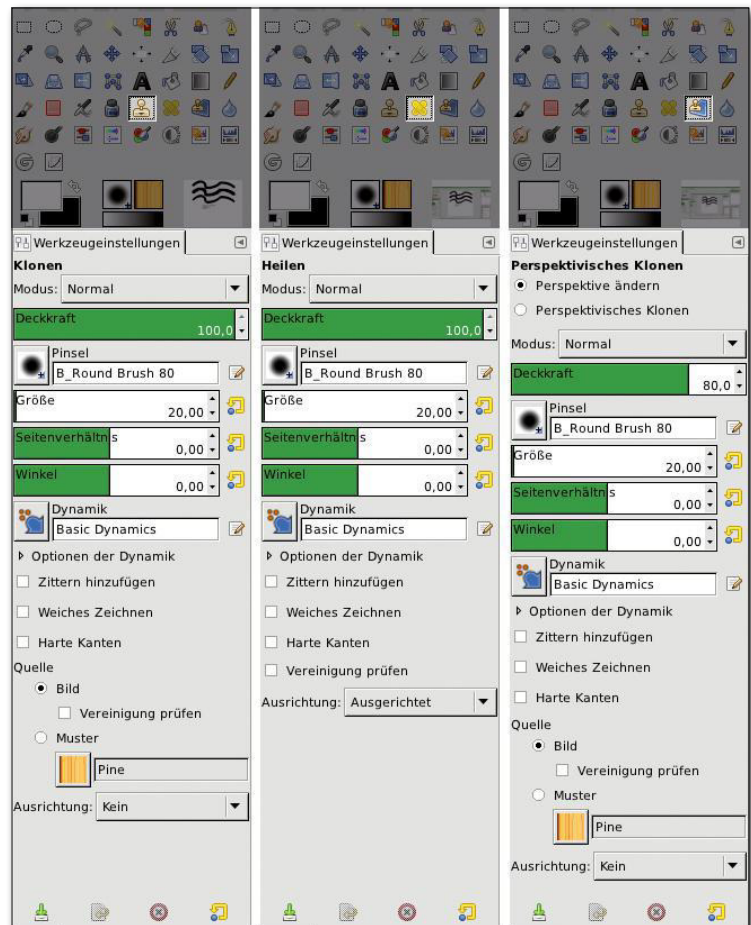 Werkzeugeinstellungen
Klonen
Modus: Normal
Deckkraft
100,0
Pinsel
B_Round Brush 80
Größe
20,00
Seitenverhältnis
0,00
Winkel
0,00
Dynamik
Basic Dynamics
Optionen der Dynamik
Zittern hinzufügen
Weiches Zeichnen
Harte Kanten
Quelle
Bild
Vereinigung prüfen
Muster
Pine
Ausrichtung: Kein
Werkzeugeinstellungen
Heilen
Modus: Normal
Deckkraft
100,0
Pinsel
B_Round Brush 80
Größe
20,00
Seitenverhältnis
0,00
Winkel
0,00
Dynamik
Basic Dynamics
Optionen der Dynamik
Zittern hinzufügen
Weiches Zeichnen
Harte Kanten
Vereinigung prüfen
Ausrichtung: Ausgerichtet
Werkzeugeinstellungen
Perspektivisches Klonen
Perspektive ändern
Perspektivisches Klonen
Modus: Normal
Deckkraft
80,0
Pinsel
B_Round Brush 80
Größe
20,00
Seitenverhältnis
0,00
Winkel
0,00
Dynamik
Basic Dynamics
Optionen der Dynamik
Zittern hinzufügen
Weiches Zeichnen
Harte Kanten
Quelle
Bild
Vereinigung prüfen
Muster
Pine
Ausrichtung: Kein